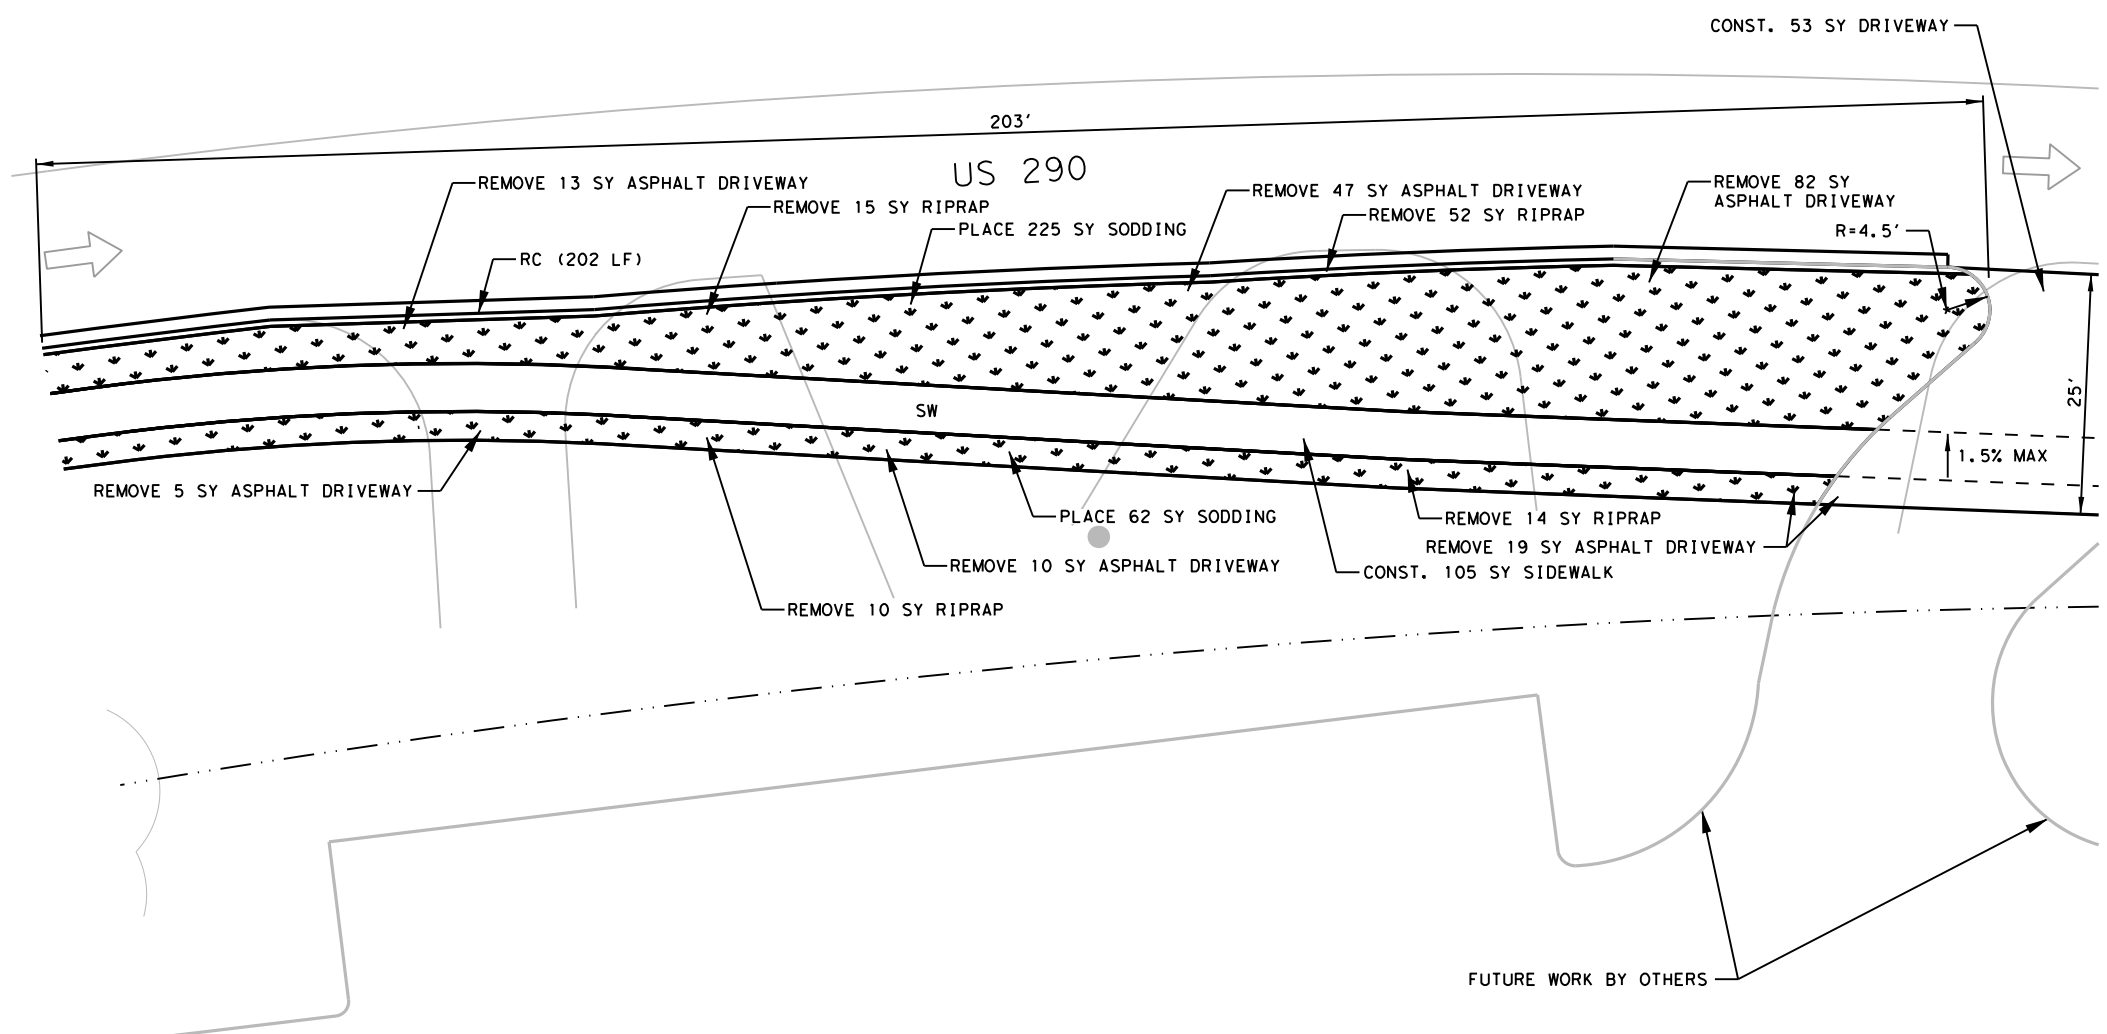 CONST. 53 SY DRIVEWAY
203'
US 290
REMOVE 13 SY ASPHALT DRIVEWAY
REMOVE 15 SY RIPRAP
PLACE 225 SY SODDING
REMOVE 47 SY ASPHALT DRIVEWAY
REMOVE 52 SY RIPRAP
REMOVE 82 SY
ASPHALT DRIVEWAY
R=4.5'
RC (202 LF)
25'
SW
1.5% MAX
REMOVE 5 SY ASPHALT DRIVEWAY
PLACE 62 SY SODDING
REMOVE 14 SY RIPRAP
REMOVE 19 SY ASPHALT DRIVEWAY
REMOVE 10 SY ASPHALT DRIVEWAY
CONST. 105 SY SIDEWALK
REMOVE 10 SY RIPRAP
FUTURE WORK BY OTHERS